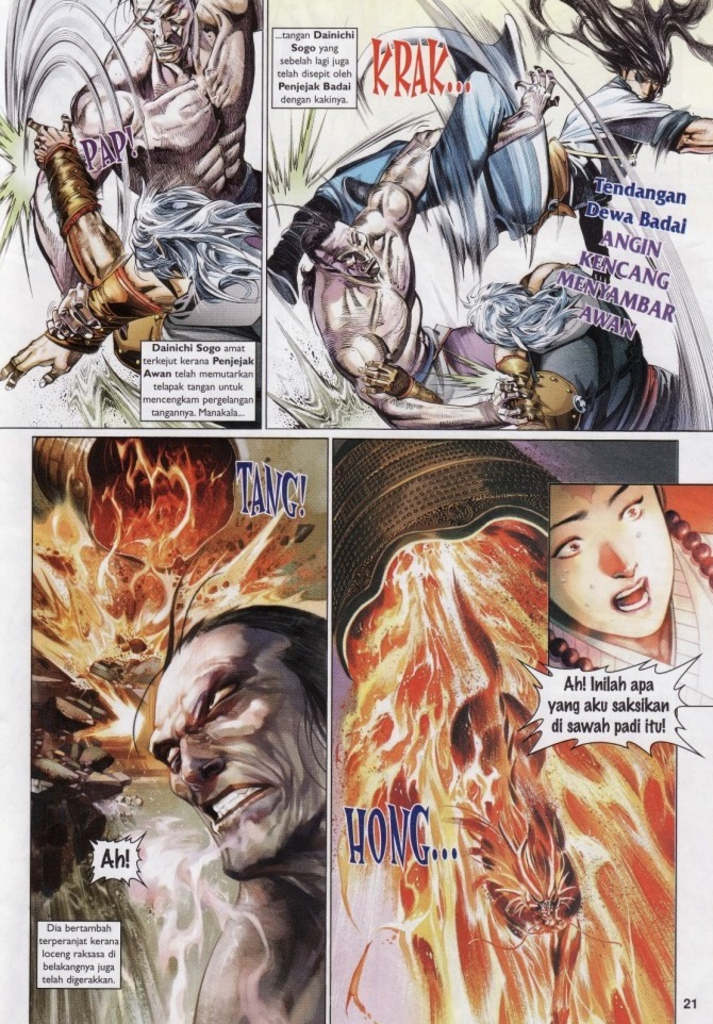 PAP!
Dainichi Sogo amat
terkejut kerana Penjejak
Awan telah memutarkan
telapak tangan untuk
mencengkam pergelangan
tangannya. Manakala...
...tangan Dainichi
Sogo yang
sebelah lagi juga
telah disepit oleh
Penjejak Badai
dengan kakinya.
KRAK...
Tendangan
Dewa Badai
ANGIN
KENCANG
MENYAMBAR
AWAN
TANG!
Ah!
Dia bertambah
terperanjat kerana
loceng raksasa di
belakangnya juga
telah digerakkan.
Ah! Inilah apa
yang aku saksikan
di sawah padi itu!
HONG...
21